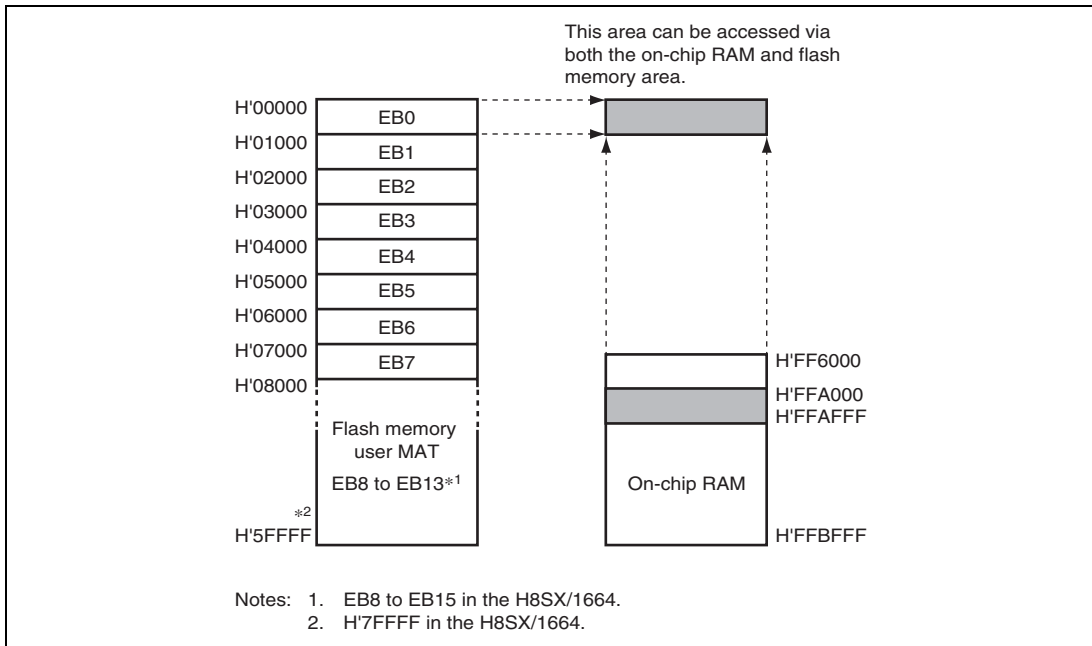 This area can be accessed via
both the on-chip RAM and flash
memory area.
H'00000
EB0
H'01000
EB1
H'02000
EB2
H'03000
EB3
H'04000
EB4
H'05000
EB5
H'06000
EB6
H'07000
EB7
H'08000
Flash memory
user MAT
EB8 to EB13*1
*2
H'5FFFF
H'FF6000
H'FFA000
H'FFAFFF
On-chip RAM
H'FFBFFF
Notes: 1. EB8 to EB15 in the H8SX/1664.
2. H'7FFFF in the H8SX/1664.